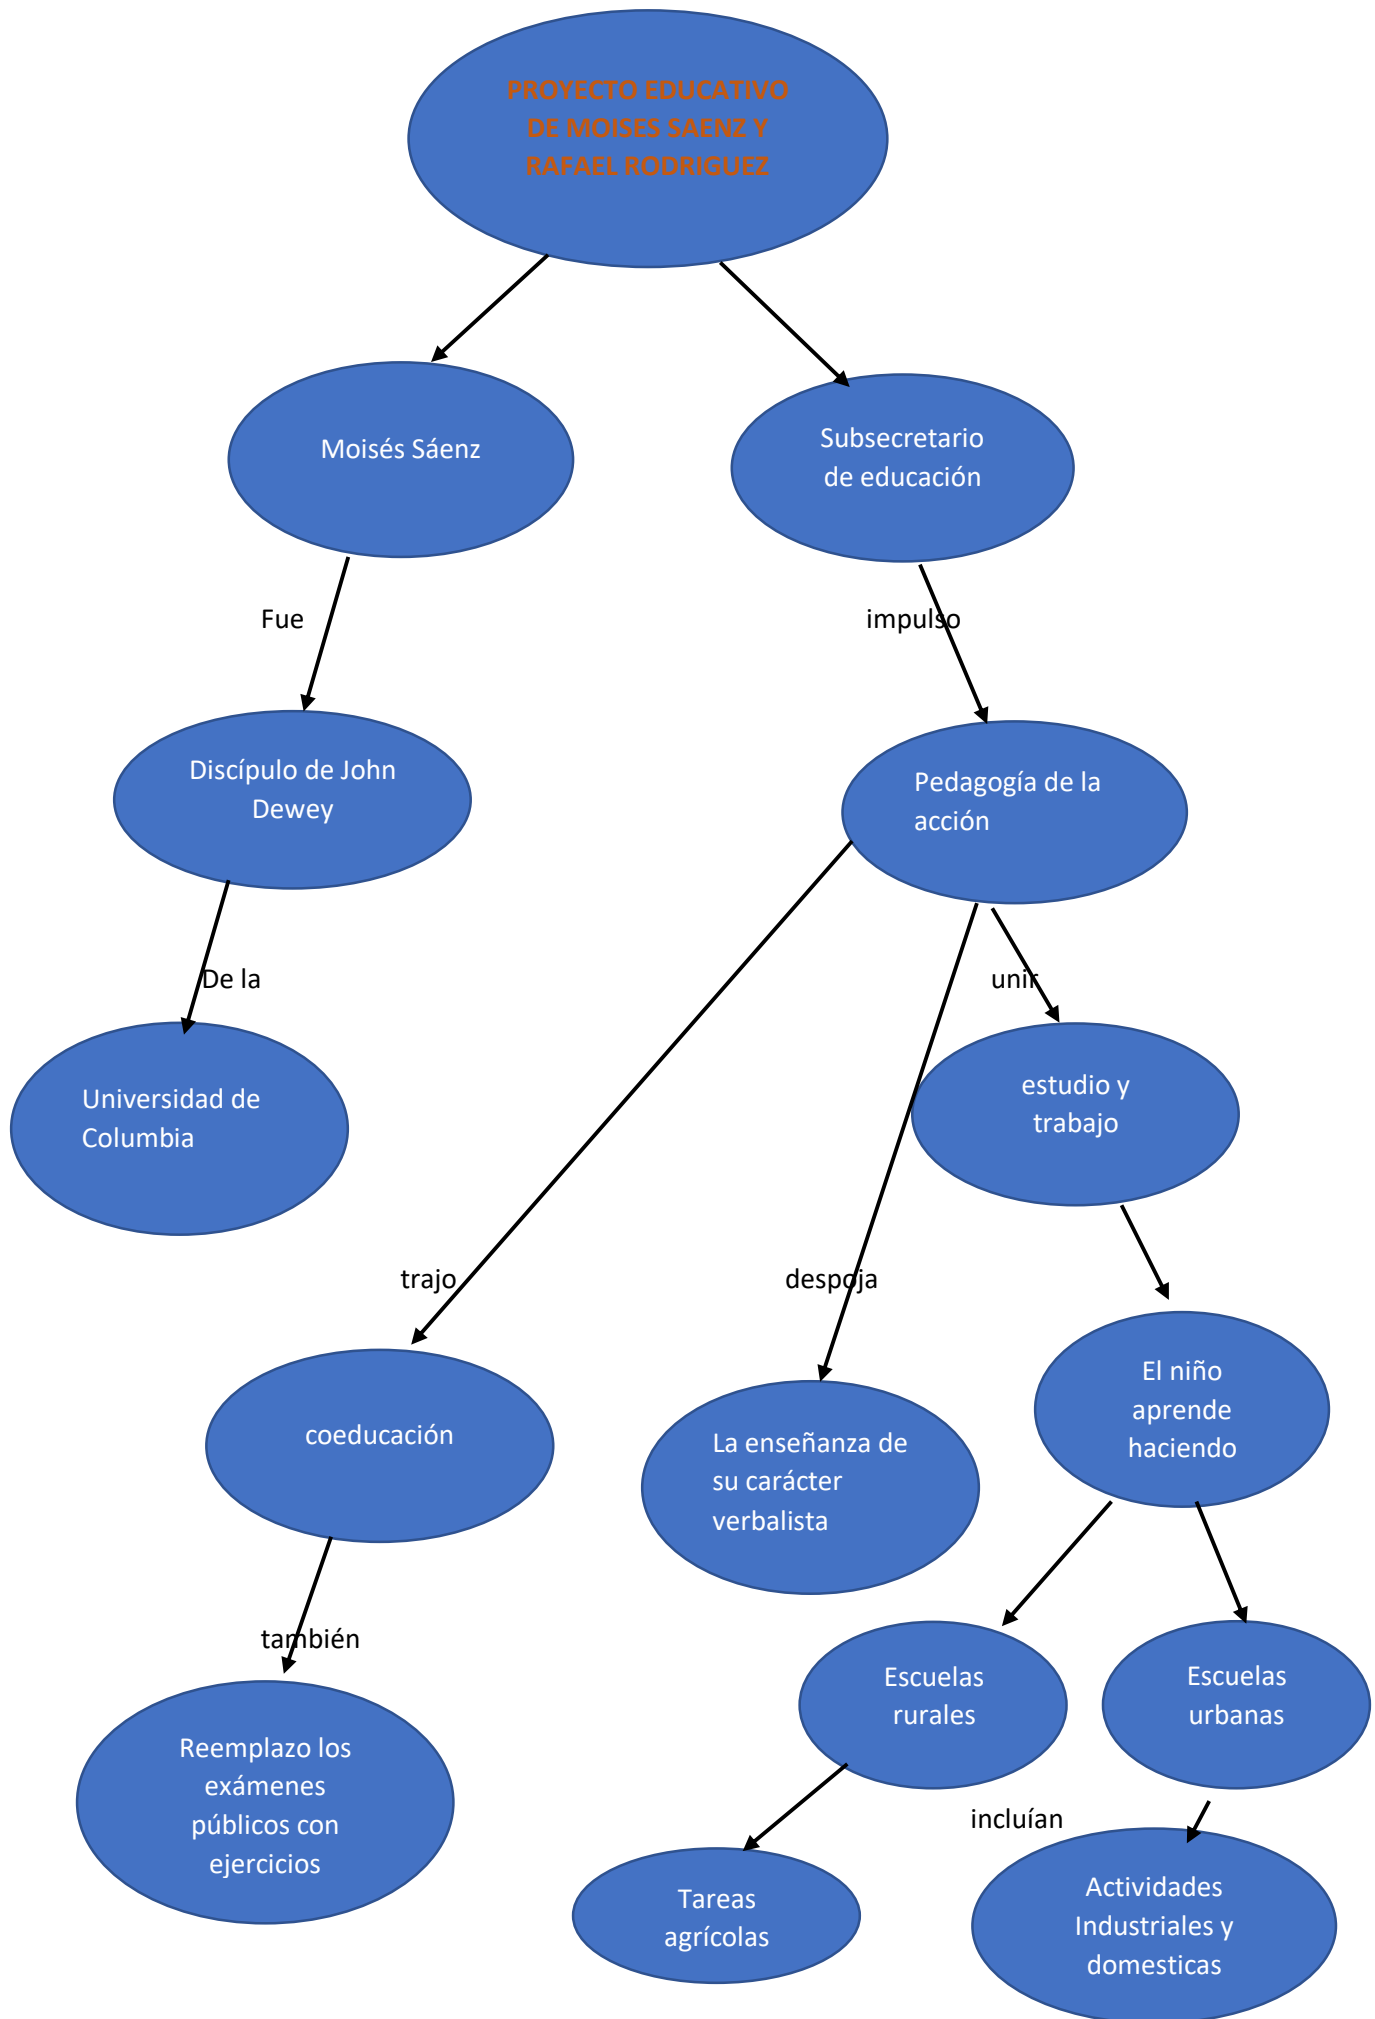 PROYECTO EDUCATIVO
DE MOISES SAENZ Y
RAFAEL RODRIGUEZ
Moisés Sáenz
Subsecretario
de educación
Fue
impulso
Discípulo de John
Dewey
Pedagogía de la
acción
De la
unir
Universidad de
Columbia
estudio y
trabajo
trajo
despoja
El niño
aprende
haciendo
coeducación
La enseñanza de
su carácter
verbalista
también
Escuelas
rurales
Escuelas
urbanas
Reemplazo los
exámenes
públicos con
ejercicios
incluían
Tareas
agrícolas
Actividades
Industriales y
domesticas